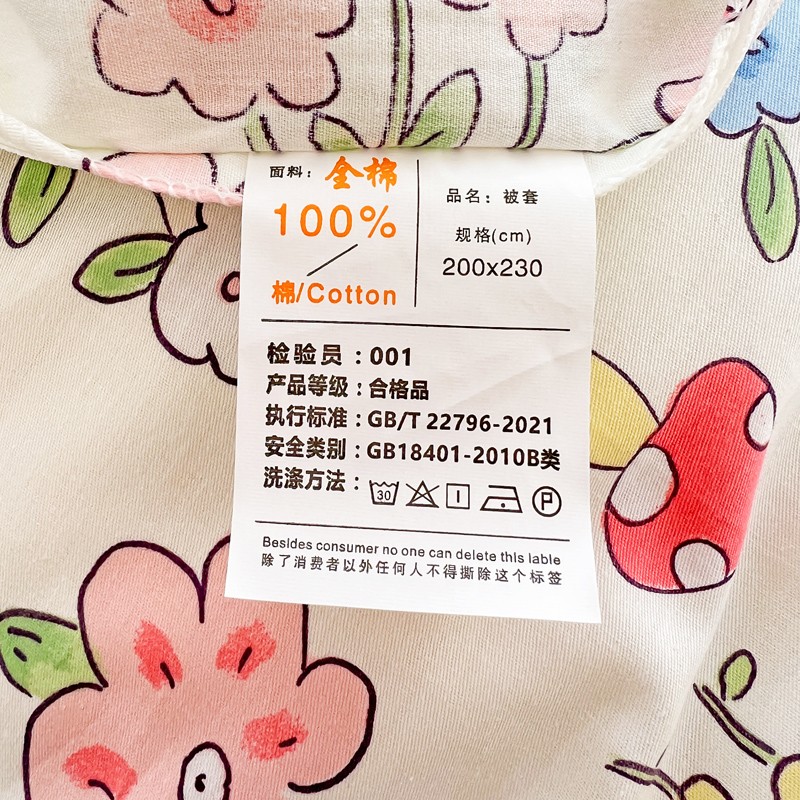 面料：全棉
100%
棉/Cotton
品名：被套
规格(cm)
200x230
检验员：001
产品等级：合格品
执行标准：GB/T 22796-2021
安全类别：GB18401-2010B类
洗涤方法：
30
P
Besides consumer no one can delete this lable
除了消费者以外任何人不得撕除这个标签